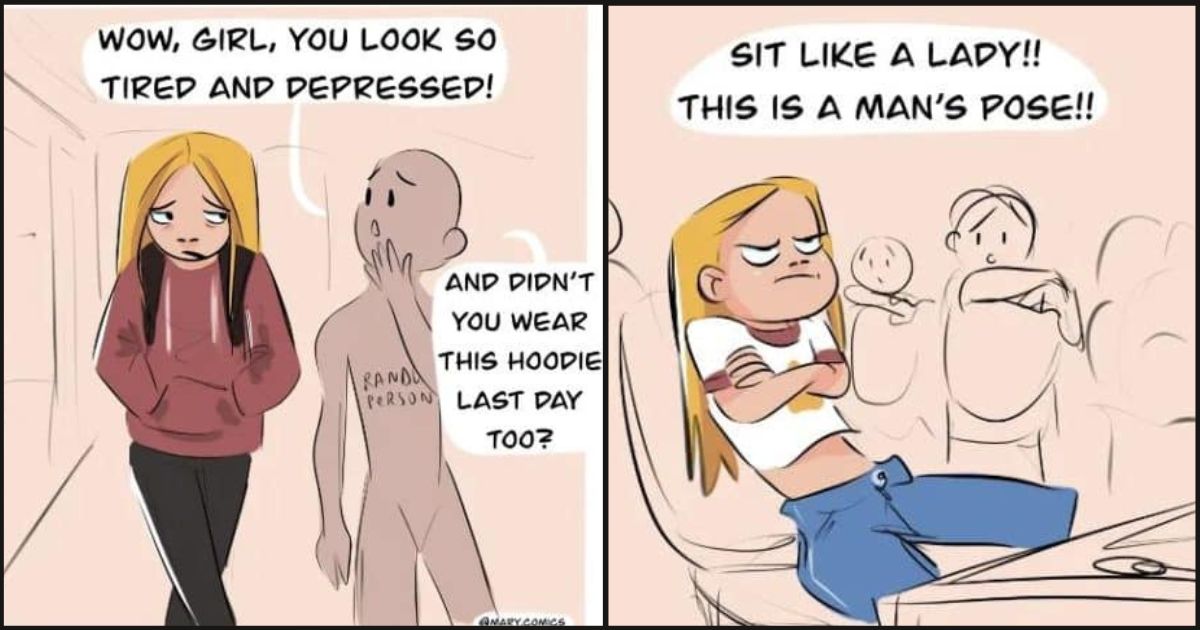 WOW, GIRL, YOU LOOK SO
TIRED AND DEPRESSED!
AND DIDN'T
YOU WEAR
THIS HOODIE
LAST DAY
TOO?
RANDO
PERSON
@MARY.COMICS
SIT LIKE A LADY!!
THIS IS A MAN'S POSE!!